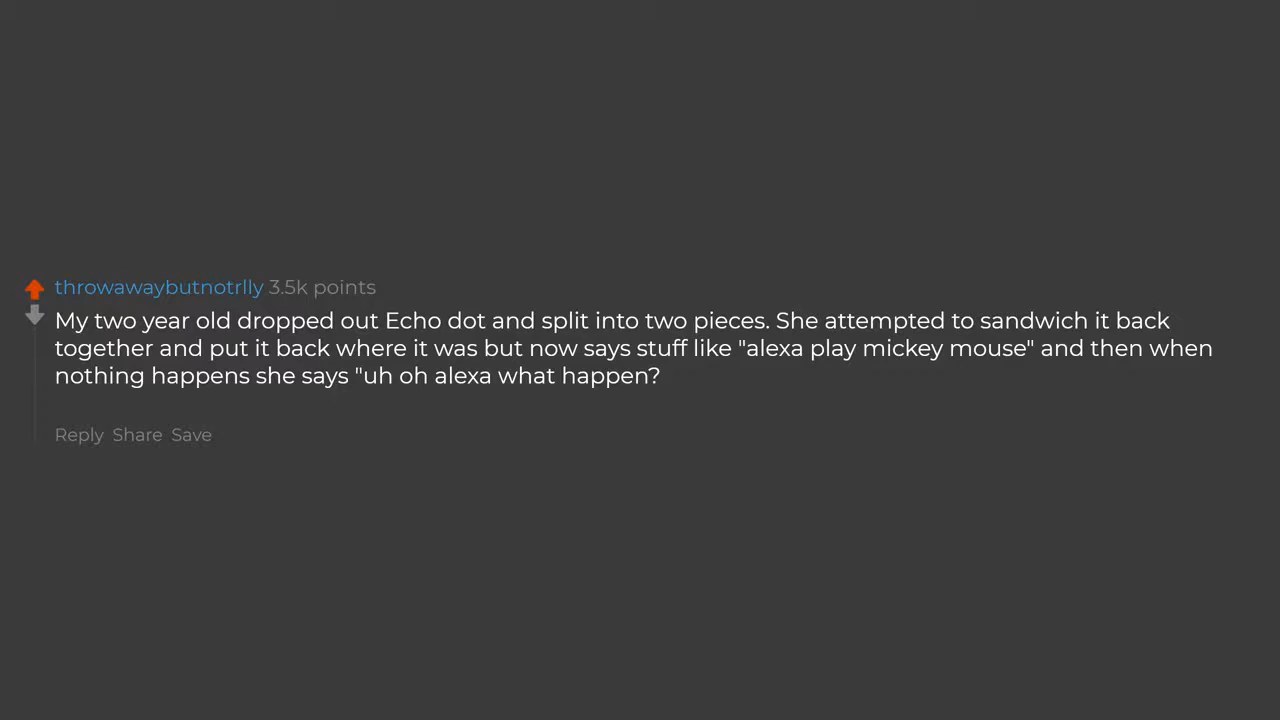 throwawaybutnotrlly 3.5k points
My two year old dropped out Echo dot and split into two pieces. She attempted to sandwich it back
together and put it back where it was but now says stuff like "alexa play mickey mouse" and then when
nothing happens she says "uh oh alexa what happen?
Reply Share Save